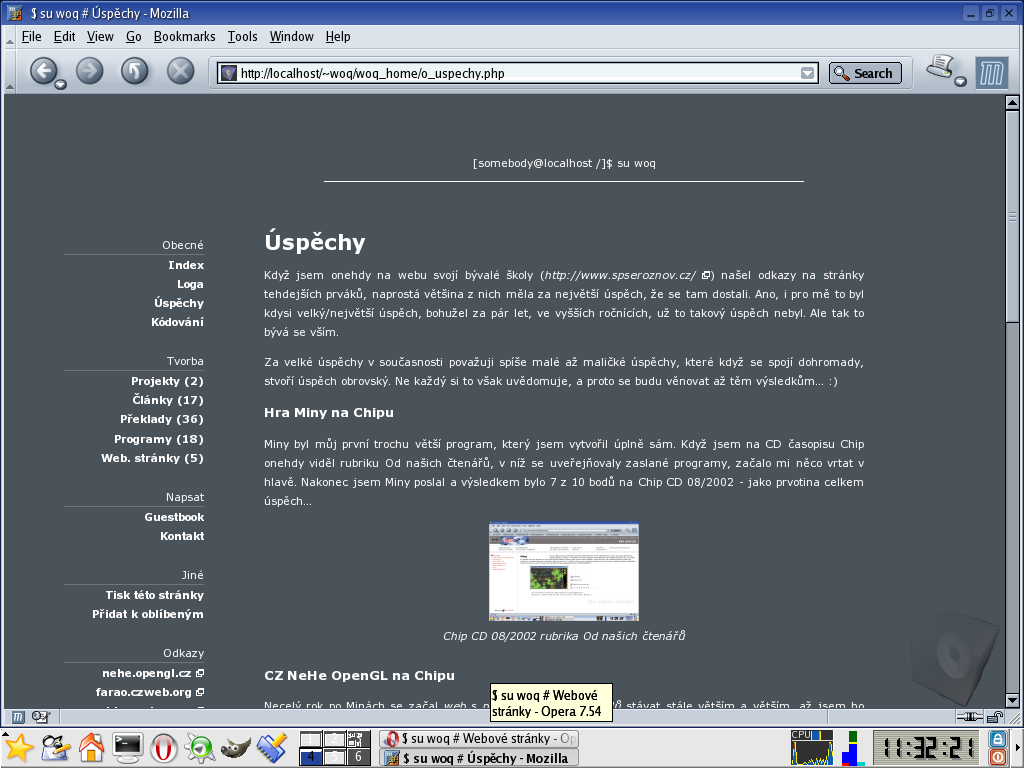 $ su woq # Úspěchy - Mozilla
File Edit View Go Bookmarks Tools Window Help
http://localhost/~woq/woq_home/o_uspechy.php
Search
[somebody@localhost /]$ su woq
Obecné
Index
Loga
Úspěchy
Kódování
Tvorba
Projekty (2)
Články (17)
Překlady (36)
Programy (18)
Web. stránky (5)
Napsat
Guestbook
Kontakt
Jiné
Tisk této stránky
Přidat k oblíbeným
Odkazy
nehe.opengl.cz
farao.czweb.org
Úspěchy
Když jsem onehdy na webu svojí bývalé školy (http://www.spseroznov.cz/ ) našel odkazy na stránky
tehdejších prváků, naprostá většina z nich měla za největší úspěch, že se tam dostali. Ano, i pro mě to byl
kdysi velký/největší úspěch, bohužel za pár let, ve vyšších ročnících, už to takový úspěch nebyl. Ale tak to
bývá se vším.
Za velké úspěchy v současnosti považuji spíše malé až maličké úspěchy, které když se spojí dohromady,
stvoří úspěch obrovský. Ne každý si to však uvědomuje, a proto se budu věnovat až těm výsledkům... :)
Hra Miny na Chipu
Miny byl můj první trochu větší program, který jsem vytvořil úplně sám. Když jsem na CD časopisu Chip
onehdy viděl rubriku Od našich čtenářů, v níž se uveřejňovaly zaslané programy, začalo mi něco vrtat v
hlavě. Nakonec jsem Miny poslal a výsledkem bylo 7 z 10 bodů na Chip CD 08/2002 - jako prvotina celkem
úspěch...
Chip CD 08/2002 rubrika Od našich čtenářů
CZ NeHe OpenGL na Chipu
Necelý rok po Minách se začal web s stávat stále větším a větším, až jsem ho
$ su woq # Webové
stránky - Opera 7.54
1 2
4 5 6
$ su woq # Webové stránky - Op
$ su woq # Úspěchy - Mozilla
CPU
11:32:21